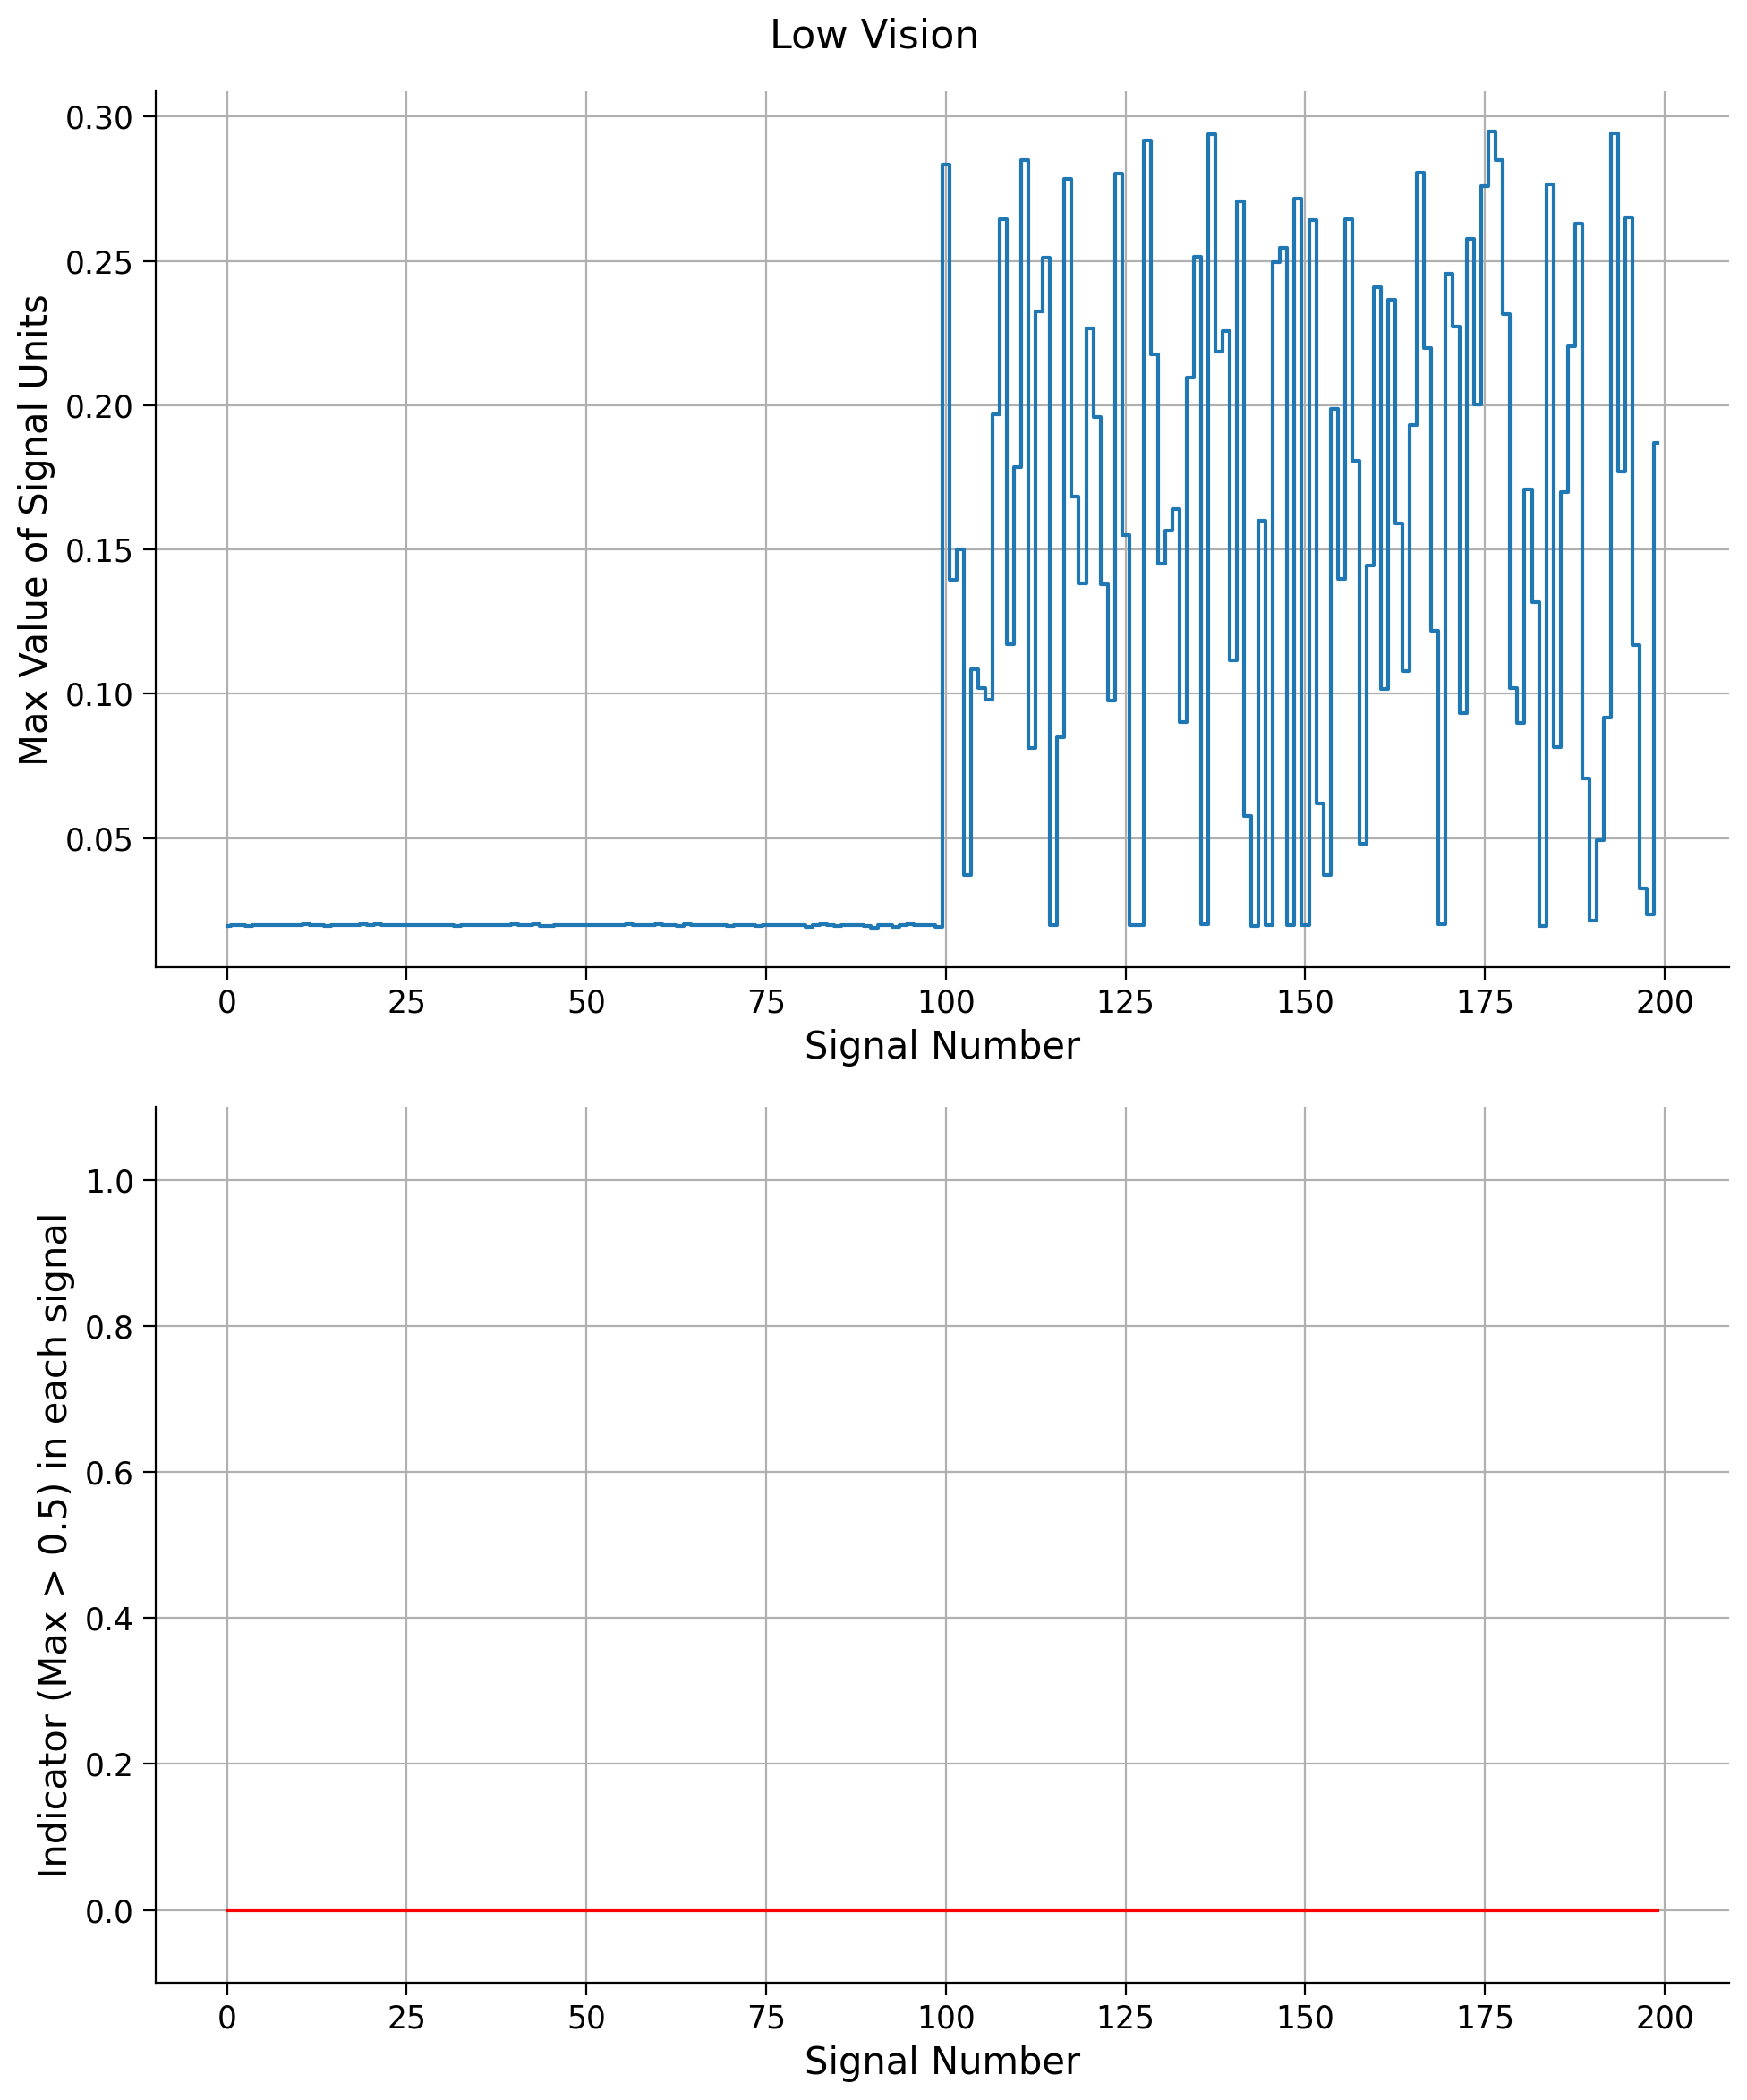 Low Vision
Max Value of Signal Units
0.30
0.25
0.20
0.15
0.10
0.05
0 25 50 75 100 125 150 175 200
Signal Number
Indicator (Max > 0.5) in each signal
1.0
0.8
0.6
0.4
0.2
0.0
0 25 50 75 100 125 150 175 200
Signal Number